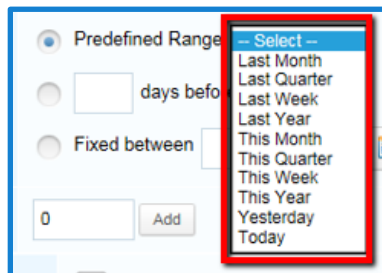 Predefined Range
-- Select --
Last Month
Last Quarter
Last Week
Last Year
This Month
This Quarter
This Week
This Year
Yesterday
Today
days befo
Fixed between
0
Add